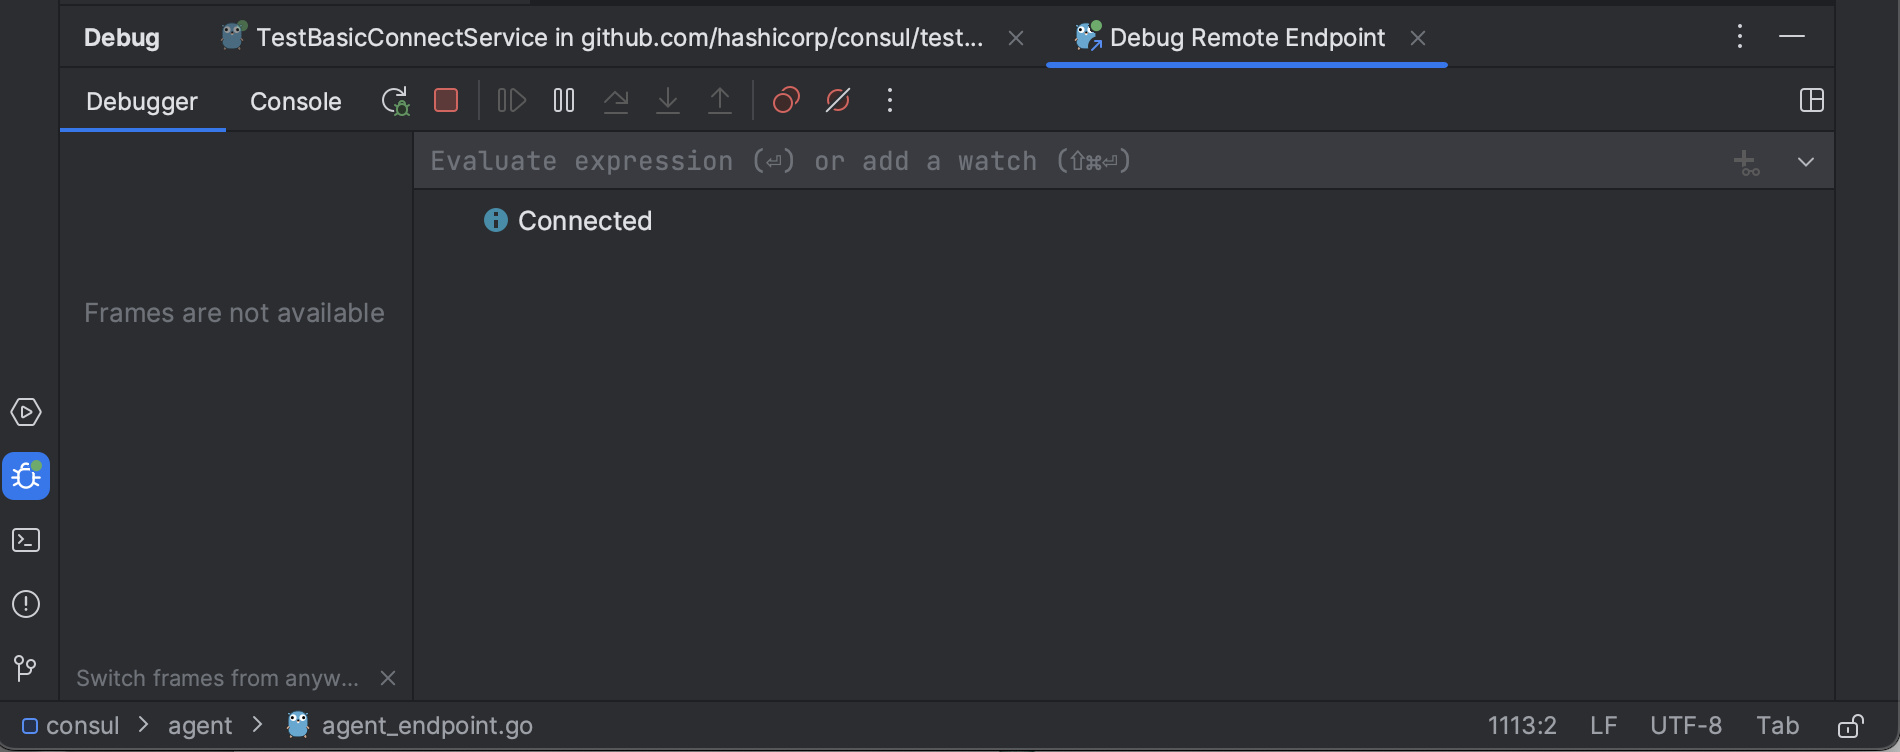 Debug TestBasicConnectService in github.com/hashicorp/consul/test... Debug Remote Endpoint
Debugger Console
Evaluate expression (⏎) or add a watch (⇧⌘⏎)
Connected
Frames are not available
Switch frames from anyw...
consul > agent > agent_endpoint.go 1113:2 LF UTF-8 Tab